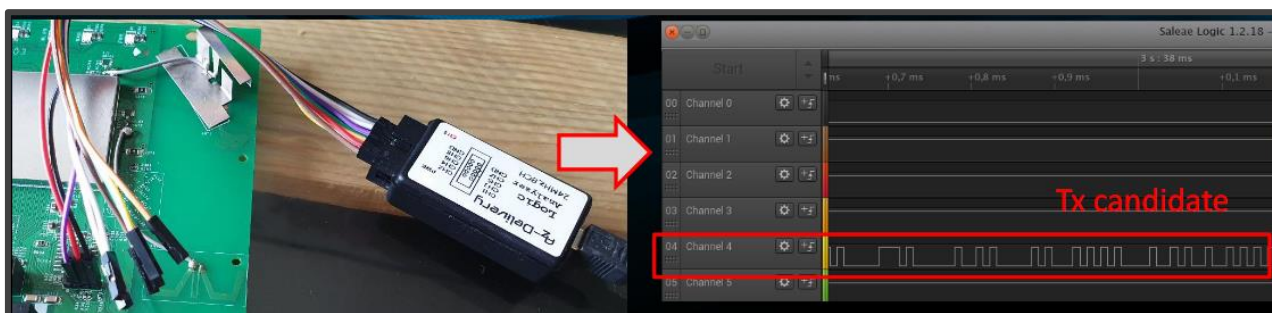 Az-Delivery
Logic
Analyzer
24MHz,8CH
Saleae Logic 1.2.18 -
Start
3 s : 38 ms
+0,7 ms
+0,8 ms
+0,9 ms
+0,1 ms
00 Channel 0
01 Channel 1
02 Channel 2
03 Channel 3
Tx candidate
04 Channel 4
05 Channel 5